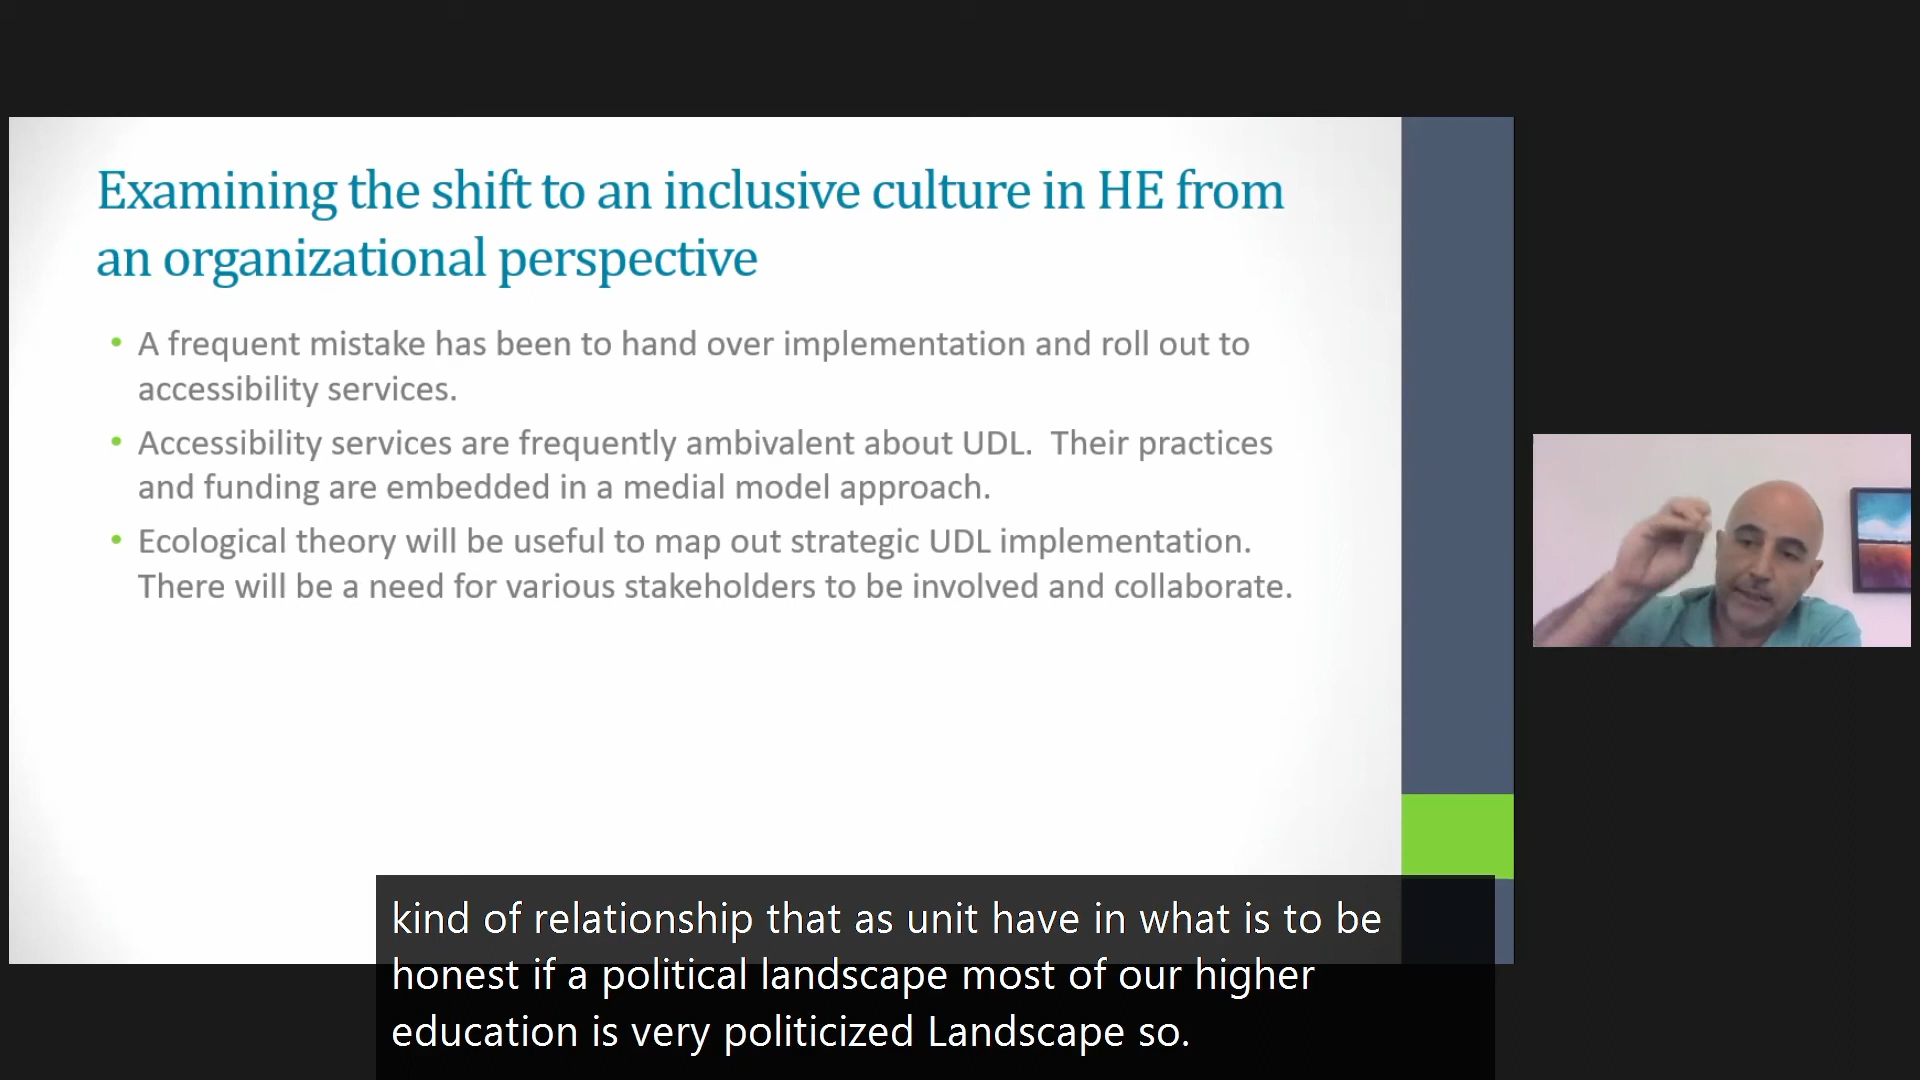 Examining the shift to an inclusive culture in HE from
an organizational perspective
• A frequent mistake has been to hand over implementation and roll out to
accessibility services.
• Accessibility services are frequently ambivalent about UDL.  Their practices
and funding are embedded in a medial model approach.
• Ecological theory will be useful to map out strategic UDL implementation.
There will be a need for various stakeholders to be involved and collaborate.
kind of relationship that as unit have in what is to be
honest if a political landscape most of our higher
education is very politicized Landscape so.